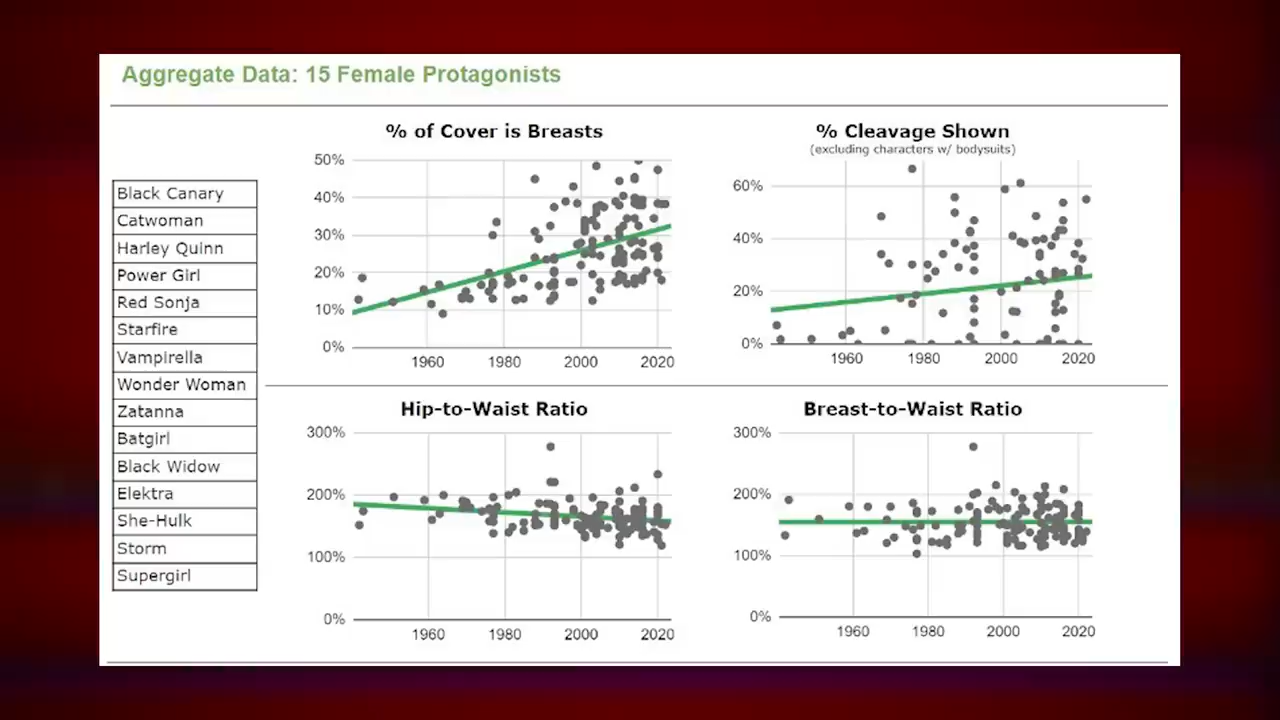 Aggregate Data: 15 Female Protagonists
Black Canary
Catwoman
Harley Quinn
Power Girl
Red Sonja
Starfire
Vampirella
Wonder Woman
Zatanna
Batgirl
Black Widow
Elektra
She-Hulk
Storm
Supergirl
% of Cover is Breasts
50%
40%
30%
20%
10%
0%
1960 1980 2000 2020
% Cleavage Shown
(excluding characters w/ bodysuits)
60%
40%
20%
0%
1960 1980 2000 2020
Hip-to-Waist Ratio
300%
200%
100%
0%
1960 1980 2000 2020
Breast-to-Waist Ratio
300%
200%
100%
0%
1960 1980 2000 2020